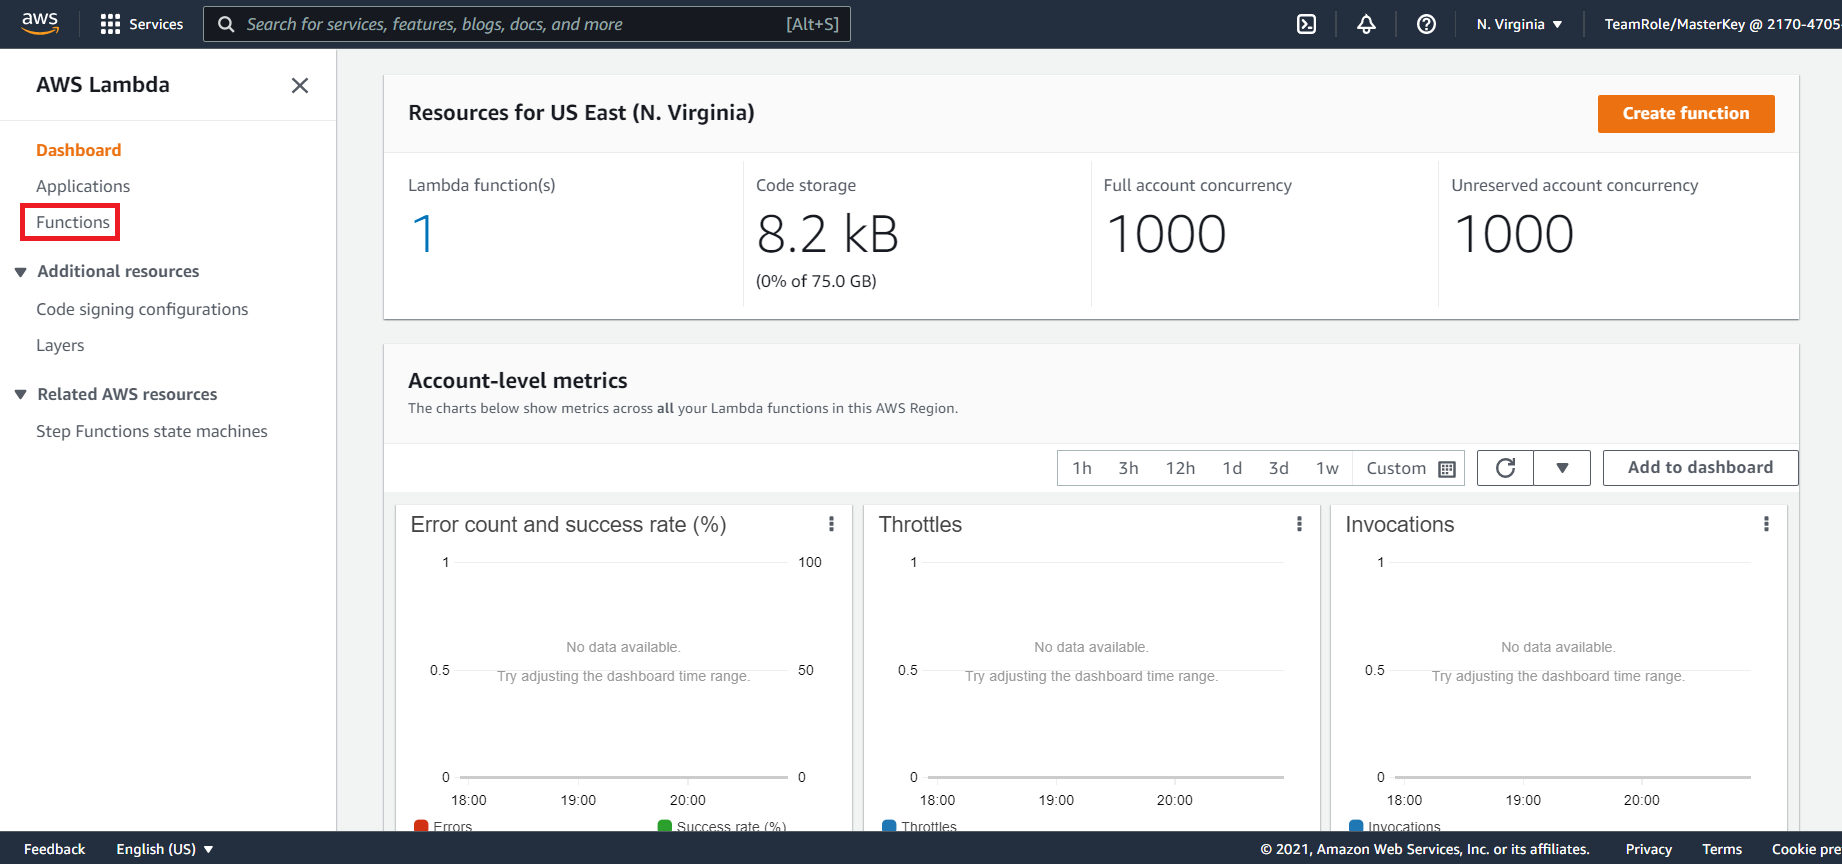 aws
Services
Search for services, features, blogs, docs, and more [Alt+S]
N. Virginia
TeamRole/MasterKey @ 2170-4705
AWS Lambda
Dashboard
Applications
Functions
Additional resources
Code signing configurations
Layers
Related AWS resources
Step Functions state machines
Resources for US East (N. Virginia)
Create function
Lambda function(s)
1
Code storage
8.2 kB
(0% of 75.0 GB)
Full account concurrency
1000
Unreserved account concurrency
1000
Account-level metrics
The charts below show metrics across all your Lambda functions in this AWS Region.
1h 3h 12h 1d 3d 1w Custom
Add to dashboard
Error count and success rate (%)
1 100
No data available.
0.5 50
Try adjusting the dashboard time range.
0 0
18:00 19:00 20:00
Errors Success rate (%)
Throttles
1
No data available.
0.5
Try adjusting the dashboard time range.
0
18:00 19:00 20:00
Throttles
Invocations
1
No data available.
0.5
Try adjusting the dashboard time range.
0
18:00 19:00 20:00
Invocations
Feedback English (US)
© 2021, Amazon Web Services, Inc. or its affiliates. Privacy Terms Cookie pre